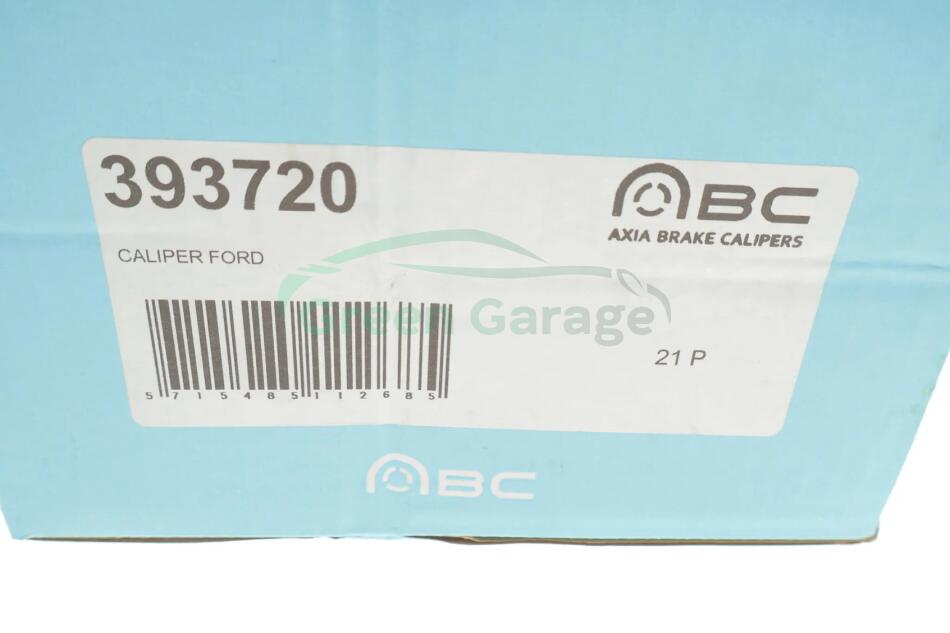 393720
ABC
AXIA BRAKE CALIPERS
CALIPER FORD
Green Garage
21 P
5715485112685
ABC